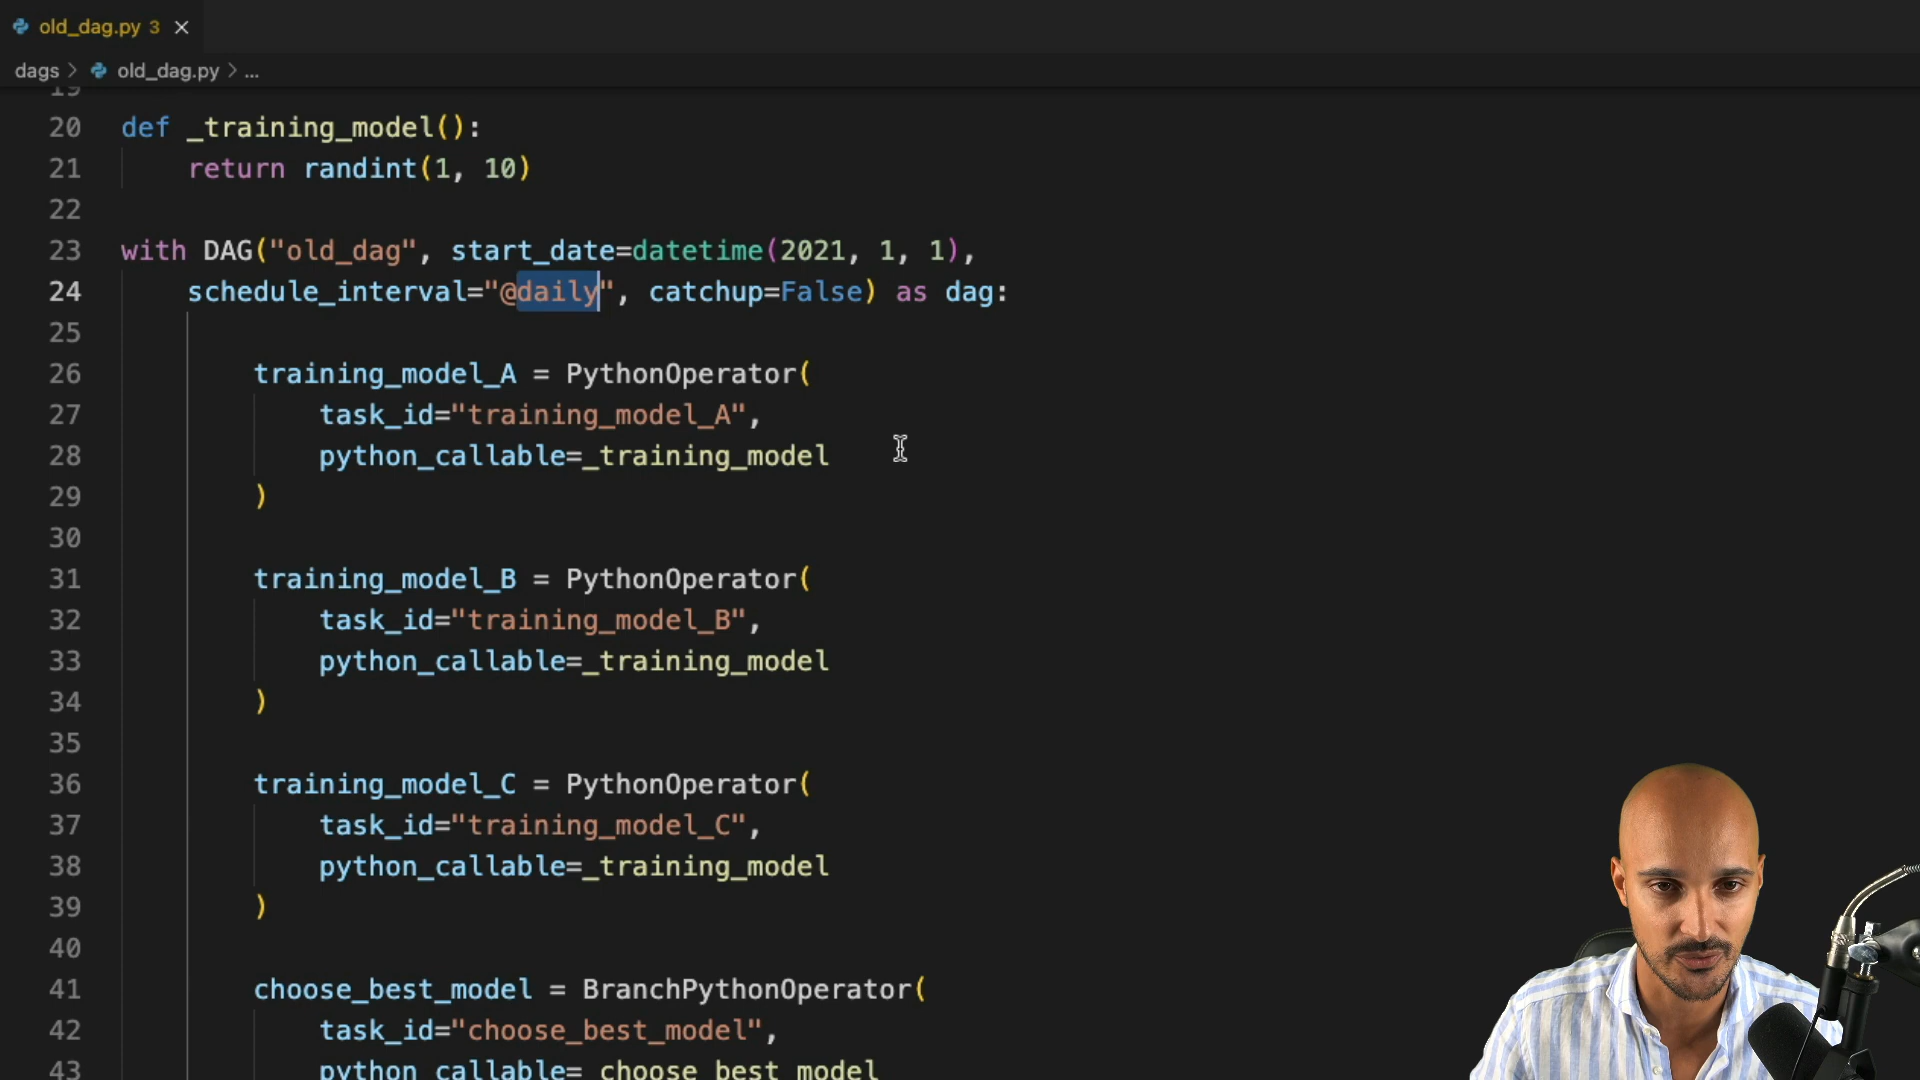 old_dag.py 3
dags > old_dag.py > ...
19
20 def _training_model():
21     return randint(1, 10)
22
23 with DAG("old_dag", start_date=datetime(2021, 1, 1),
24     schedule_interval="@daily", catchup=False) as dag:
25
26         training_model_A = PythonOperator(
27             task_id="training_model_A",
28             python_callable=_training_model
29         )
30
31         training_model_B = PythonOperator(
32             task_id="training_model_B",
33             python_callable=_training_model
34         )
35
36         training_model_C = PythonOperator(
37             task_id="training_model_C",
38             python_callable=_training_model
39         )
40
41         choose_best_model = BranchPythonOperator(
42             task_id="choose_best_model",
43             python_callable=_choose_best_model